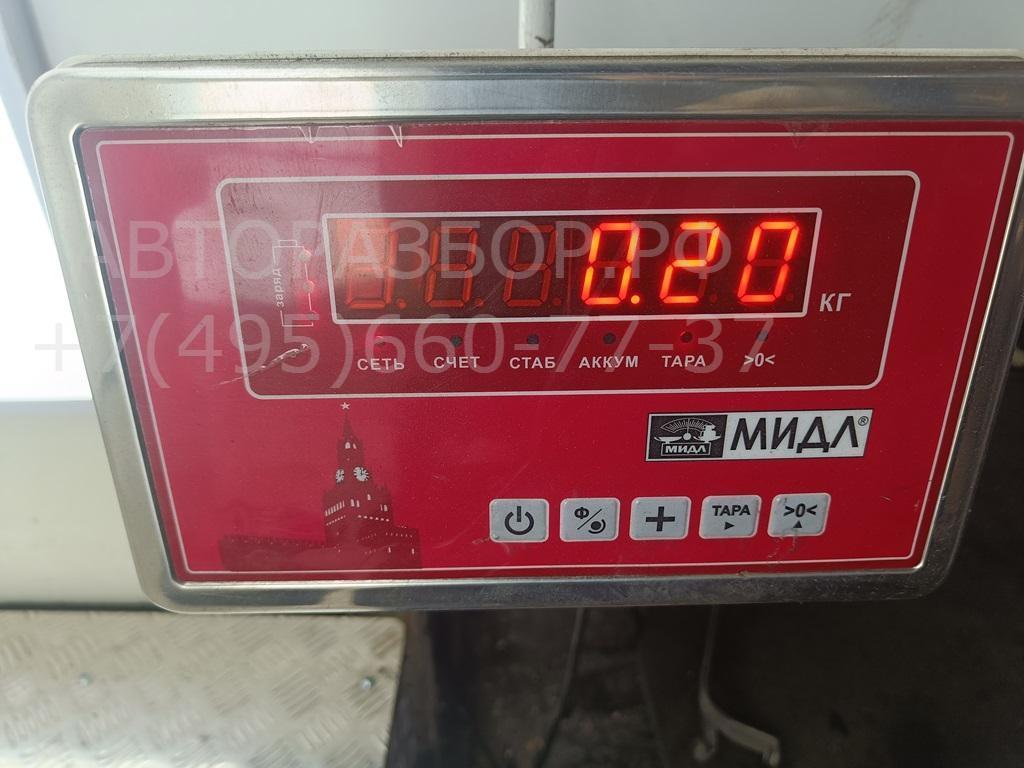 АВТОРАЗБОР.РФ
+7(495)660-77-37
заряд
0.20
КГ
СЕТЬ СЧЕТ СТАБ АККУМ ТАРА >0<
МИДЛ МИДЛ®
Ф ТАРА >0<